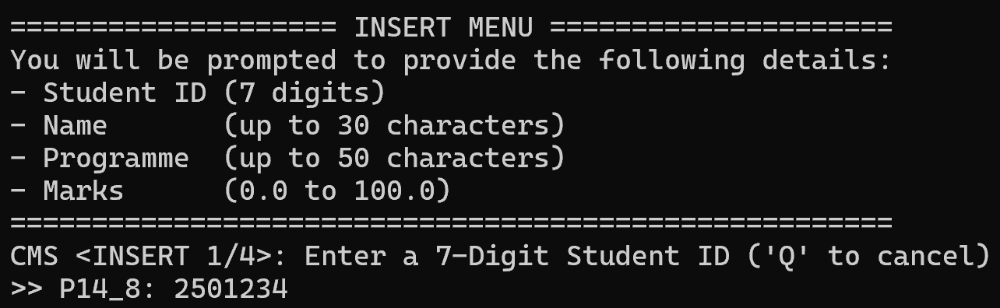 ==================== INSERT MENU =====================
You will be prompted to provide the following details:
- Student ID (7 digits)
- Name       (up to 30 characters)
- Programme  (up to 50 characters)
- Marks      (0.0 to 100.0)
======================================================
CMS <INSERT 1/4>: Enter a 7-Digit Student ID ('Q' to cancel)
>> P14_8: 2501234